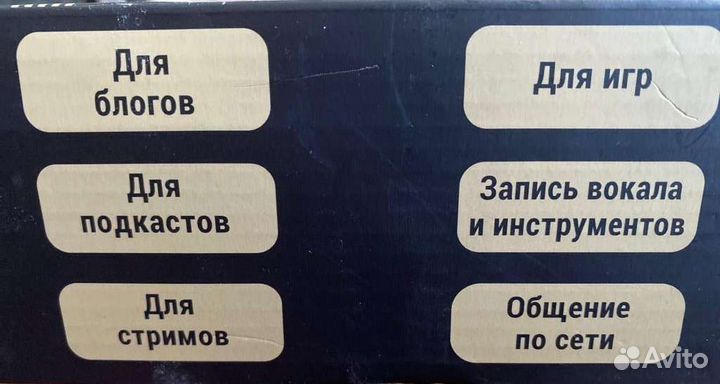 Для
блогов
Для игр
Для
подкастов
Запись вокала
и инструментов
Для
стримов
Общение
по сети
Avito